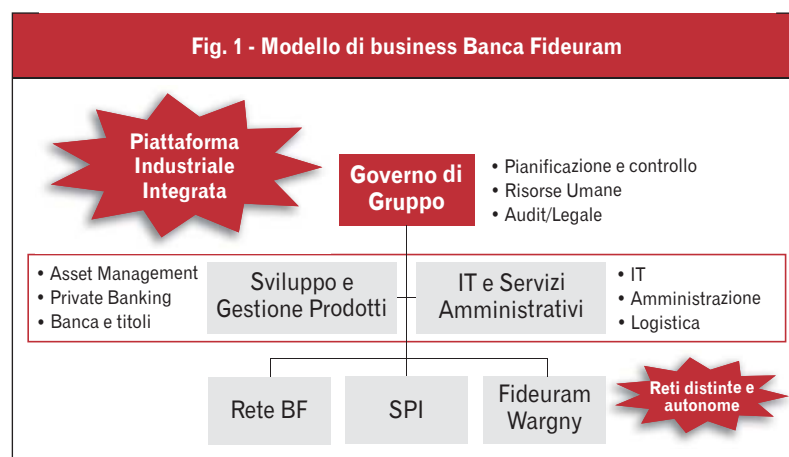 Fig. 1 - Modello di business Banca Fideuram
Piattaforma
Industriale
Integrata
Governo di
Gruppo
• Pianificazione e controllo
• Risorse Umane
• Audit/Legale
• Asset Management
• Private Banking
• Banca e titoli
Sviluppo e
Gestione Prodotti
IT e Servizi
Amministrativi
• IT
• Amministrazione
• Logistica
Rete BF
SPI
Fideuram
Wargny
Reti distinte e
autonome